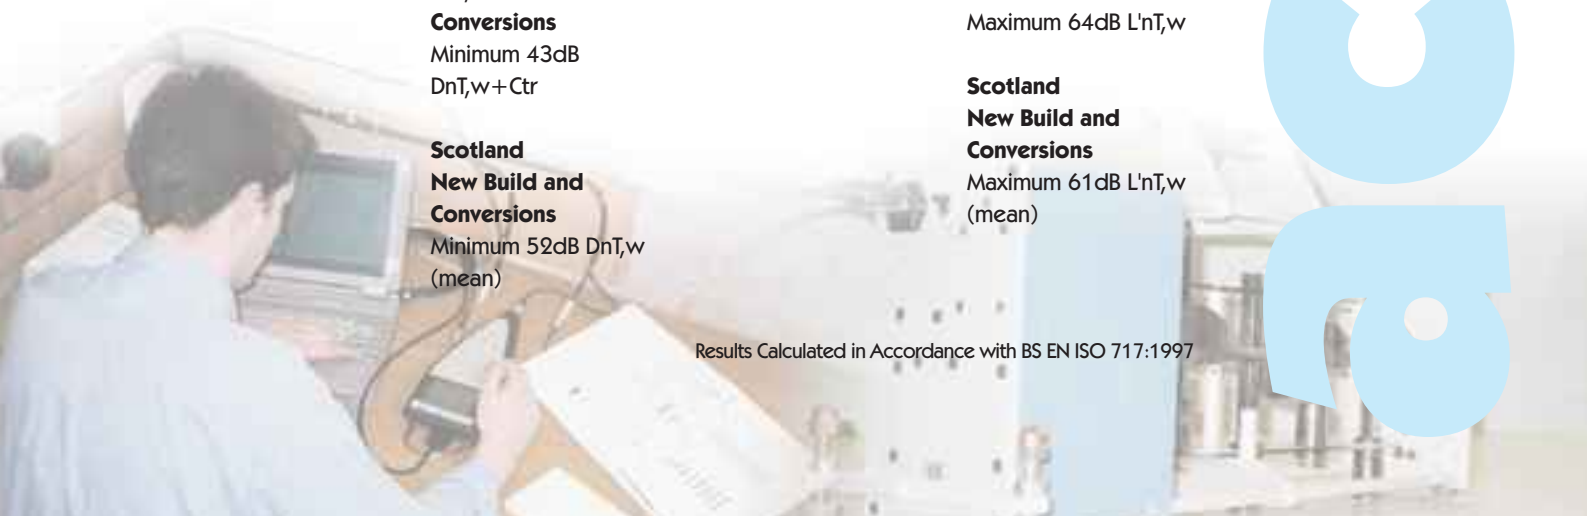 Conversions
Minimum 43dB
DnT,w+Ctr
Scotland
New Build and
Conversions
Minimum 52dB DnT,w
(mean)
Maximum 64dB L'nT,w
Scotland
New Build and
Conversions
Maximum 61dB L'nT,w
(mean)
Results Calculated in Accordance with BS EN ISO 717:1997